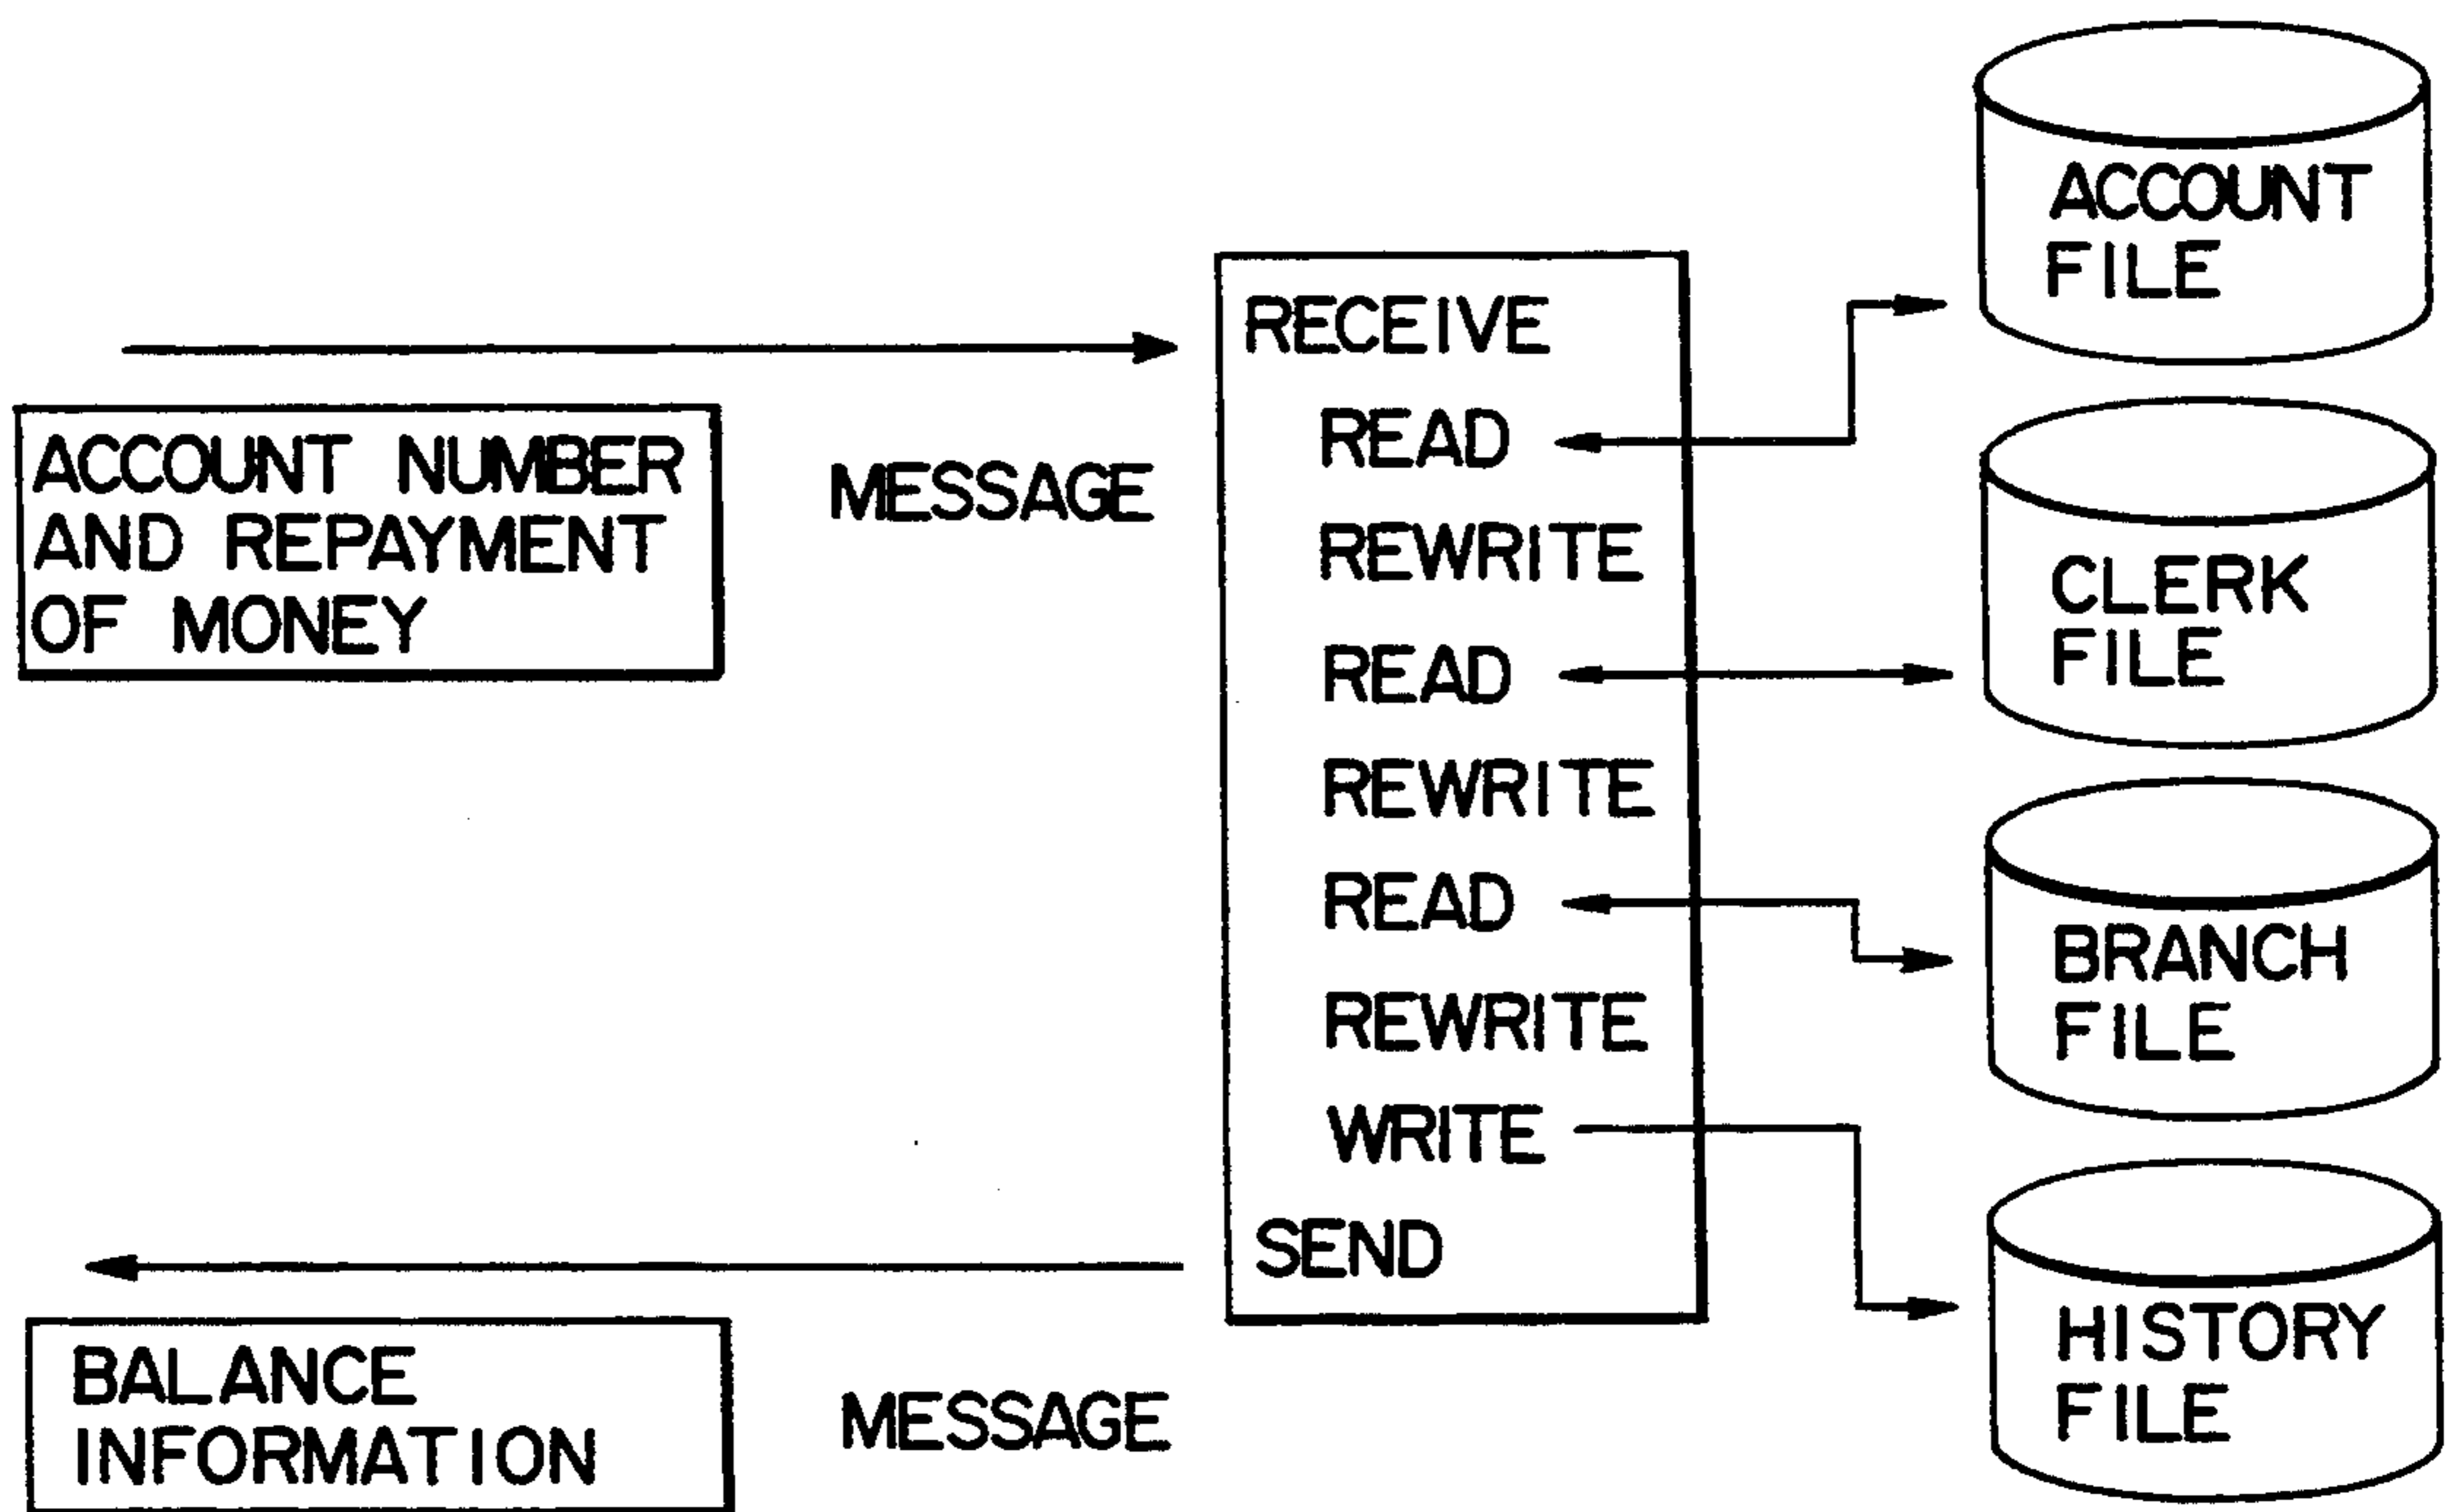 ACCOUNT NUMBER
AND REPAYMENT
OF MONEY
MESSAGE
RECEIVE
READ
REWRITE
READ
REWRITE
READ
REWRITE
WRITE
SEND
ACCOUNT
FILE
CLERK
FILE
BRANCH
FILE
HISTORY
FILE
BALANCE
INFORMATION
MESSAGE